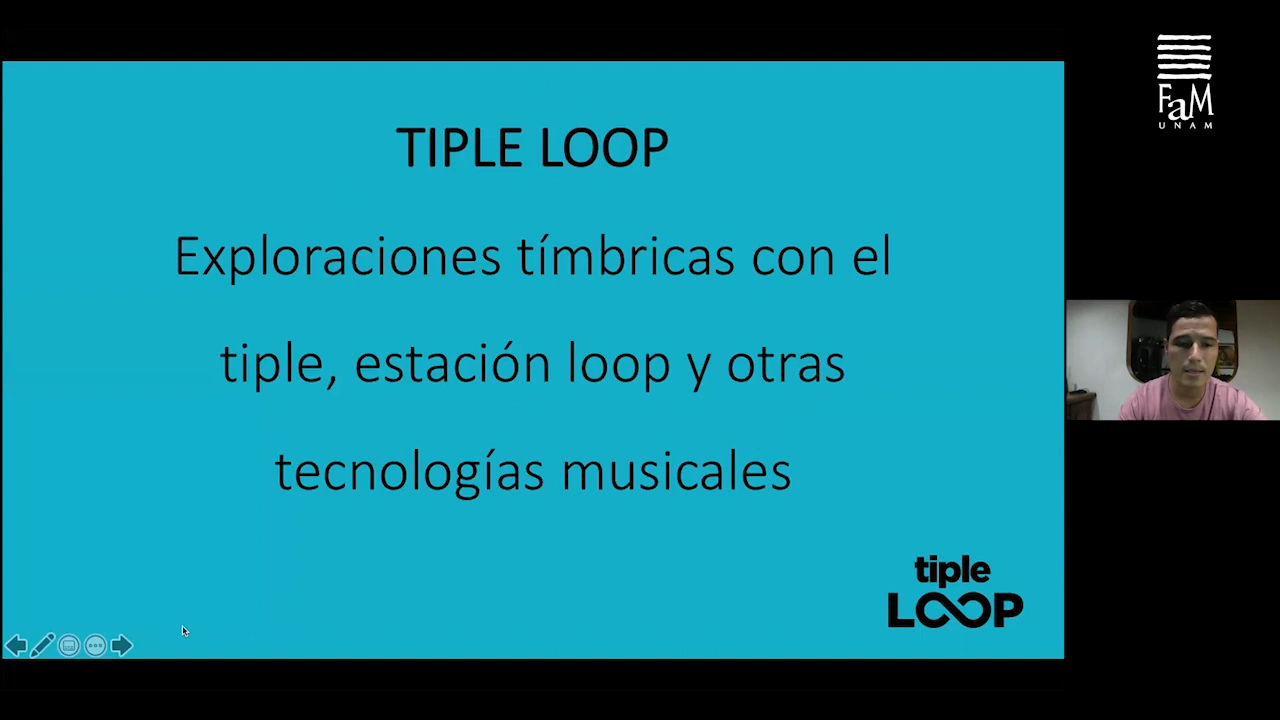 TIPLE LOOP
Exploraciones tímbricas con el
tiple, estación loop y otras
tecnologías musicales
tiple
LOOP
FaM
UNAM